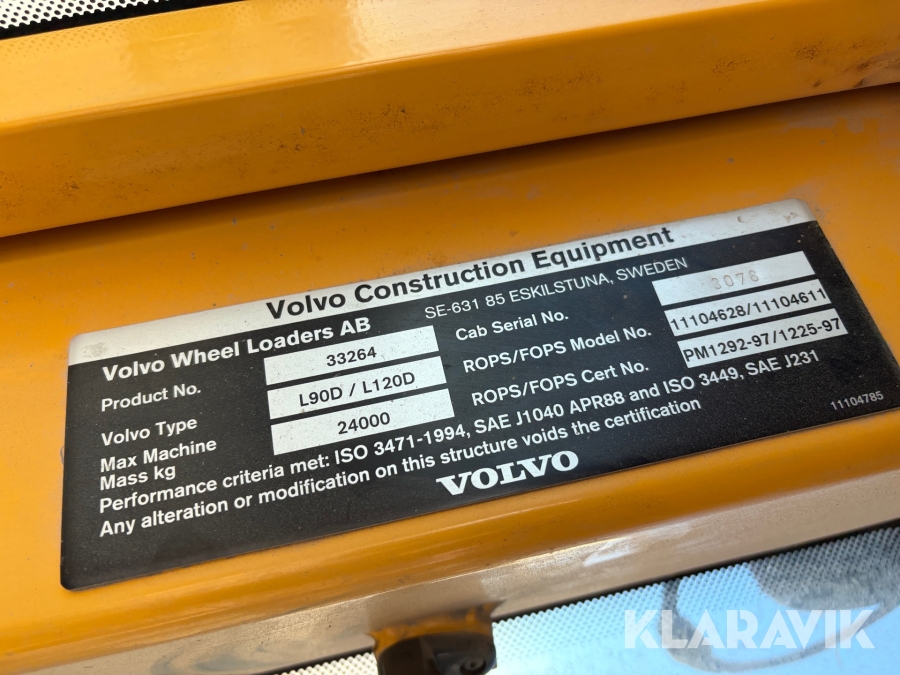 Volvo Construction Equipment
Volvo Wheel Loaders AB
SE-631 85 ESKILSTUNA, SWEDEN
Product No. 33264
Cab Serial No. 3076
Volvo Type L90D / L120D
ROPS/FOPS Model No. 11104628/11104611
Max Machine
Mass kg 24000
ROPS/FOPS Cert No. PM1292-97/1225-97
Performance criteria met: ISO 3471-1994, SAE J1040 APR88 and ISO 3449, SAE J231
Any alteration or modification on this structure voids the certification
VOLVO
11104785
KLARAVIK